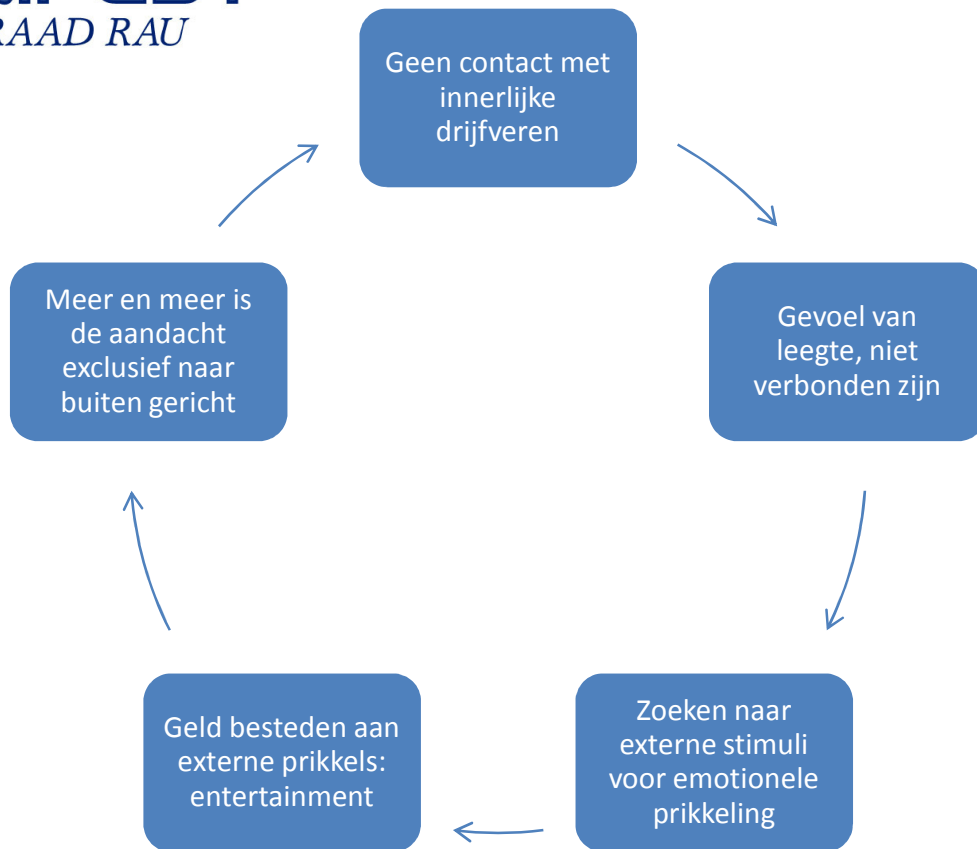 RAAD RAU
Geen contact met
innerlijke
drijfveren
Gevoel van
leegte, niet
verbonden zijn
Zoeken naar
externe stimuli
voor emotionele
prikkeling
Geld besteden aan
externe prikkels:
entertainment
Meer en meer is
de aandacht
exclusief naar
buiten gericht